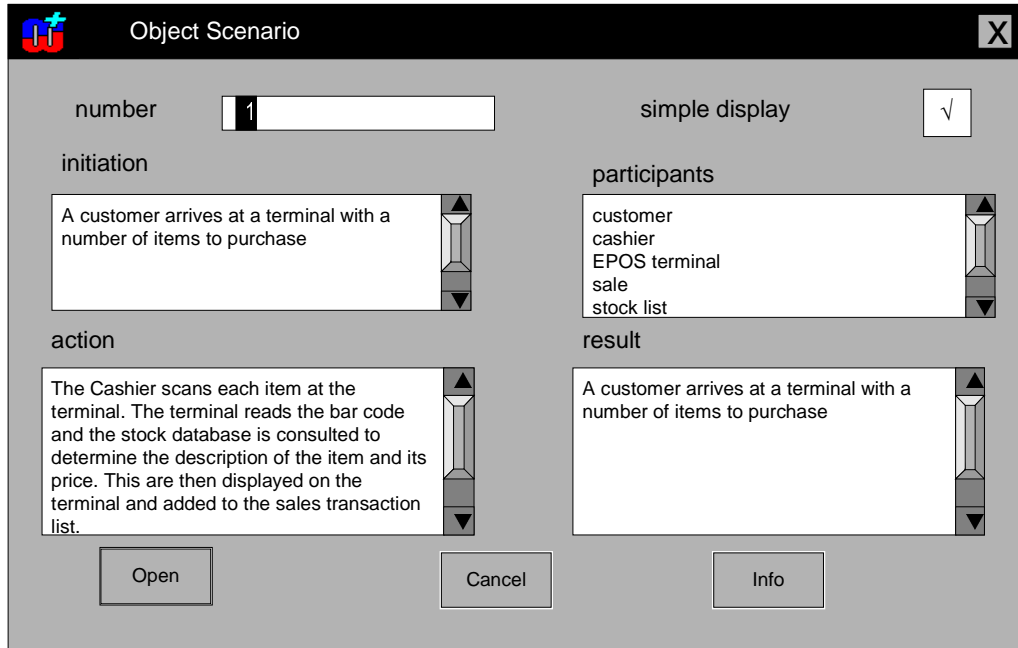 Object Scenario
X
number
1
simple display
√
initiation
A customer arrives at a terminal with a
number of items to purchase
participants
customer
cashier
EPOS terminal
sale
stock list
action
The Cashier scans each item at the
terminal. The terminal reads the bar code
and the stock database is consulted to
determine the description of the item and its
price. This are then displayed on the
terminal and added to the sales transaction
list.
result
A customer arrives at a terminal with a
number of items to purchase
Open
Cancel
Info